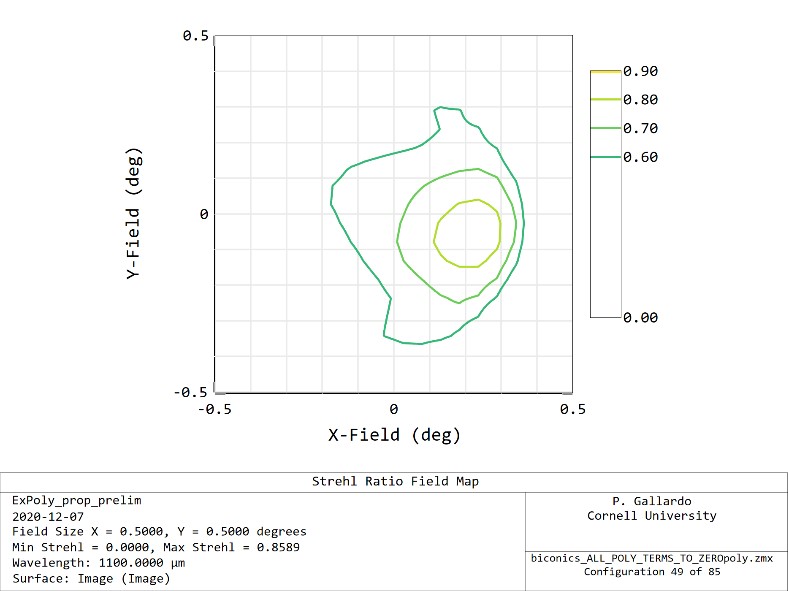 0.5
0
-0.5
Y-Field (deg)
-0.5 0 0.5
X-Field (deg)
0.90
0.80
0.70
0.60
0.00
Strehl Ratio Field Map
ExPoly_prop_prelim
2020-12-07
Field Size X = 0.5000, Y = 0.5000 degrees
Min Strehl = 0.0000, Max Strehl = 0.8589
Wavelength: 1100.0000 µm
Surface: Image (Image)
P. Gallardo
Cornell University
biconics_ALL_POLY_TERMS_TO_ZEROpoly.zmx
Configuration 49 of 85